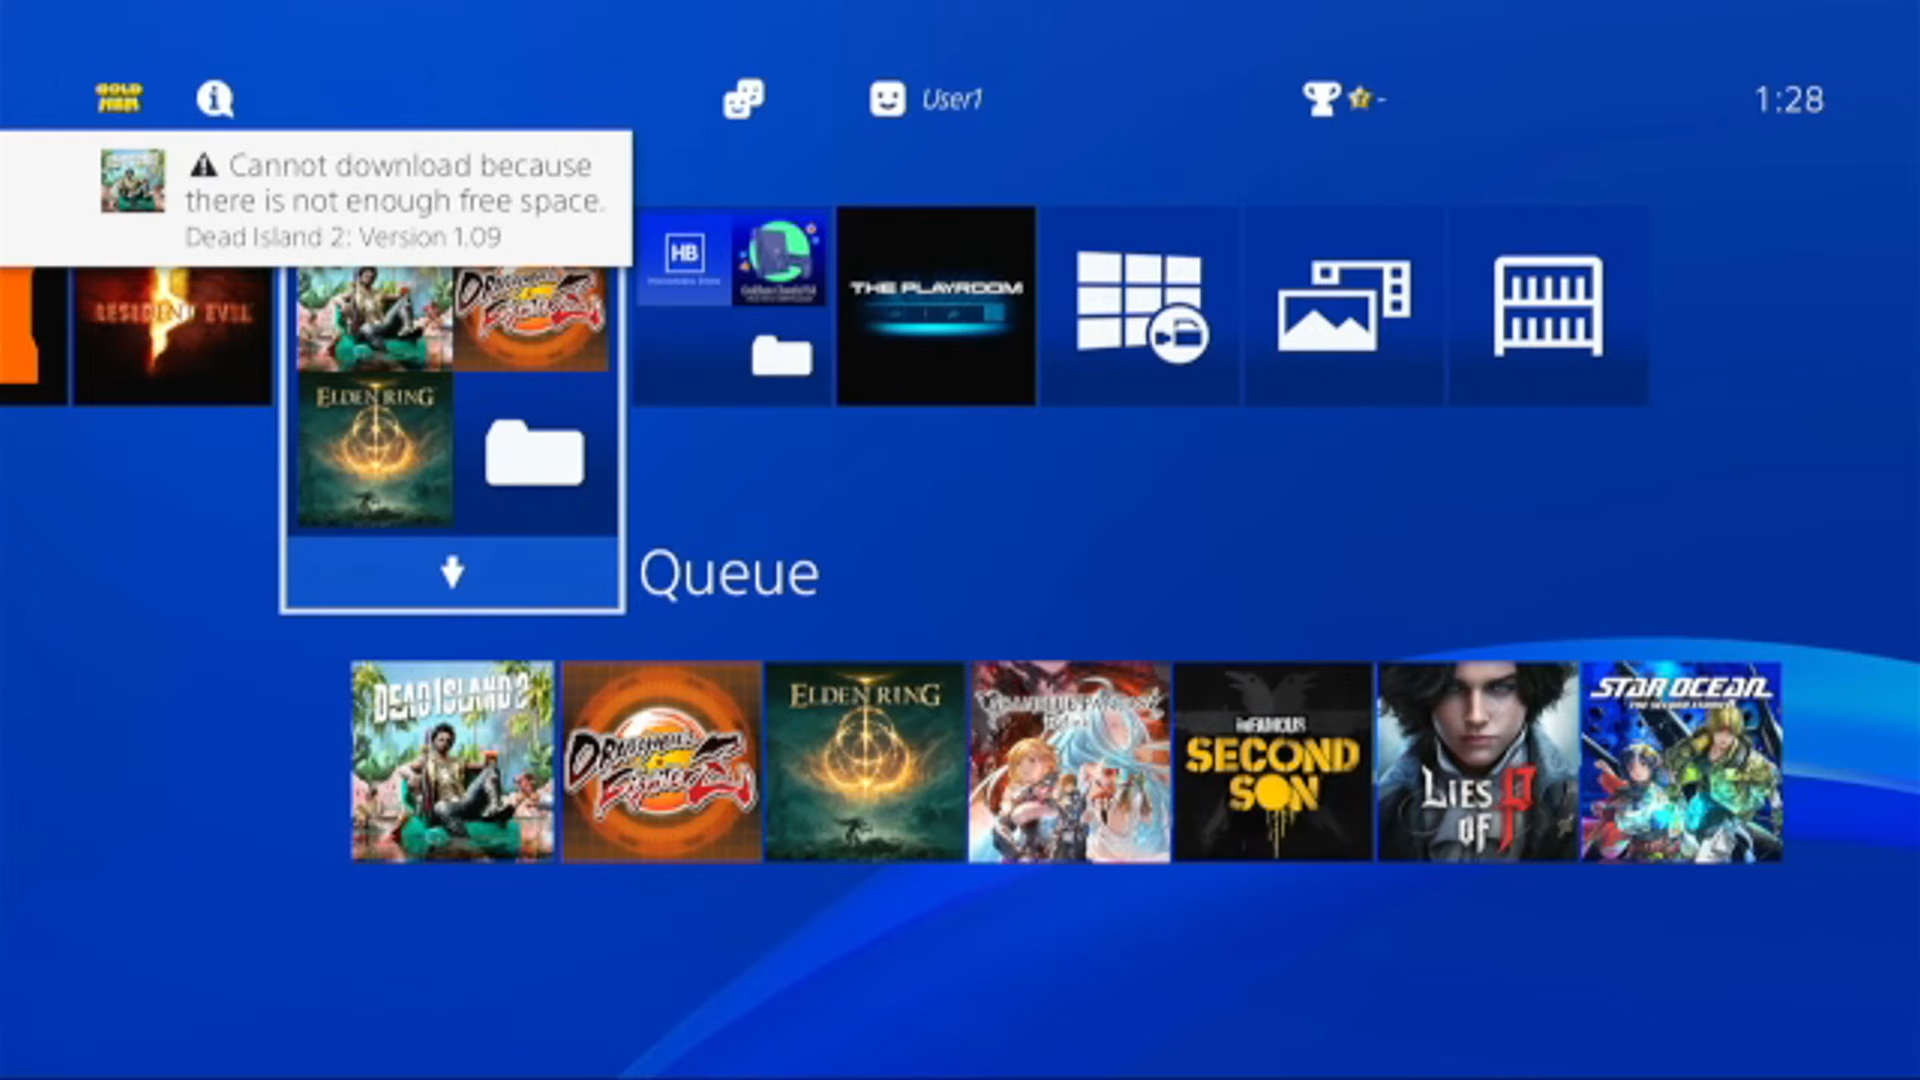 User1
-
1:28
Cannot download because
there is not enough free space.
Dead Island 2: Version 1.09
RESIDENT EVIL
HB
THE PLAYROOM
ELDEN RING
Queue
DEAD ISLAND 2
ELDEN RING
inFAMOUS
SECOND
SON
LIES
OF P
STAR OCEAN